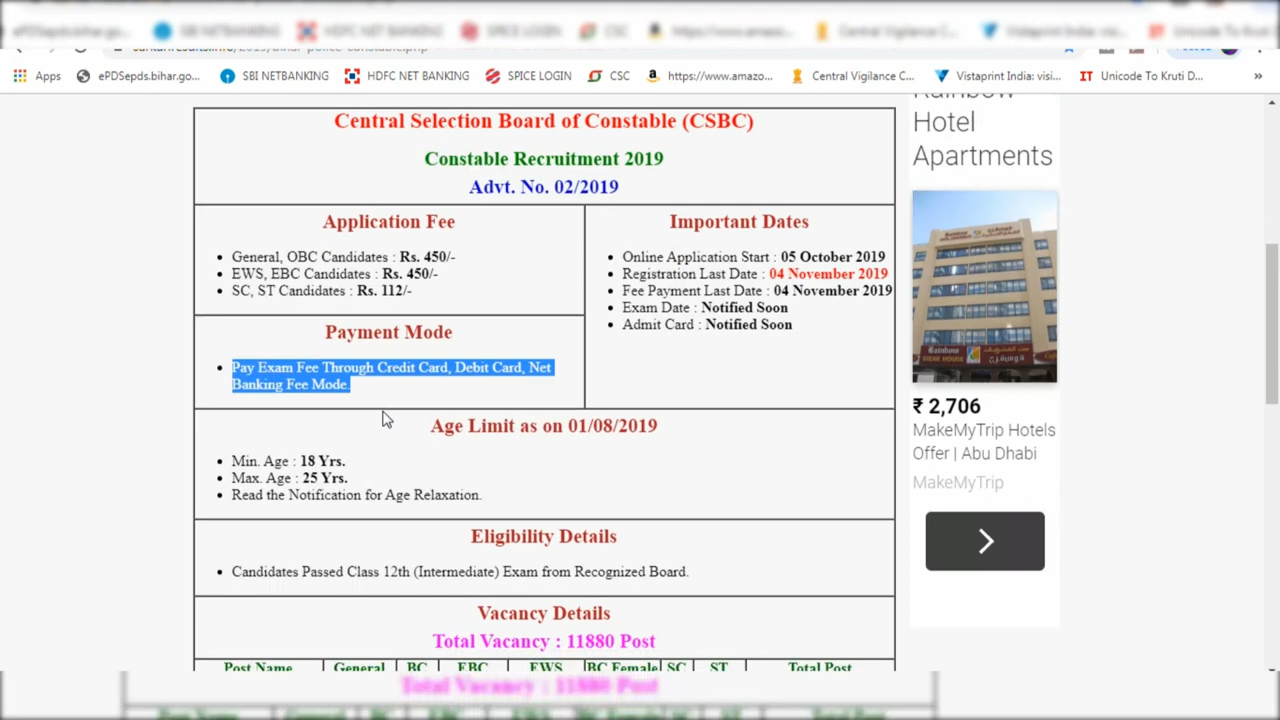 Apps ePDSepds.bihar.go... SBI NETBANKING HDFC NET BANKING SPICE LOGIN CSC https://www.amazo... Central Vigilance C... Vistaprint India: visi... Unicode To Kruti D... »
Central Selection Board of Constable (CSBC)
Constable Recruitment 2019
Advt. No. 02/2019
Application Fee
• General, OBC Candidates : Rs. 450/-
• EWS, EBC Candidates : Rs. 450/-
• SC, ST Candidates : Rs. 112/-
Payment Mode
• Pay Exam Fee Through Credit Card, Debit Card, Net
Banking Fee Mode.
Important Dates
• Online Application Start : 05 October 2019
• Registration Last Date : 04 November 2019
• Fee Payment Last Date : 04 November 2019
• Exam Date : Notified Soon
• Admit Card : Notified Soon
Age Limit as on 01/08/2019
• Min. Age : 18 Yrs.
• Max. Age : 25 Yrs.
• Read the Notification for Age Relaxation.
Eligibility Details
• Candidates Passed Class 12th (Intermediate) Exam from Recognized Board.
Vacancy Details
Total Vacancy : 11880 Post
Post Name General BC EBC EWS BC Female SC ST Total Post
Total Vacancy : 11880 Post
Rainbow
Hotel
Apartments
Rainbow
STEAK HOUSE
₹ 2,706
MakeMyTrip Hotels
Offer | Abu Dhabi
MakeMyTrip